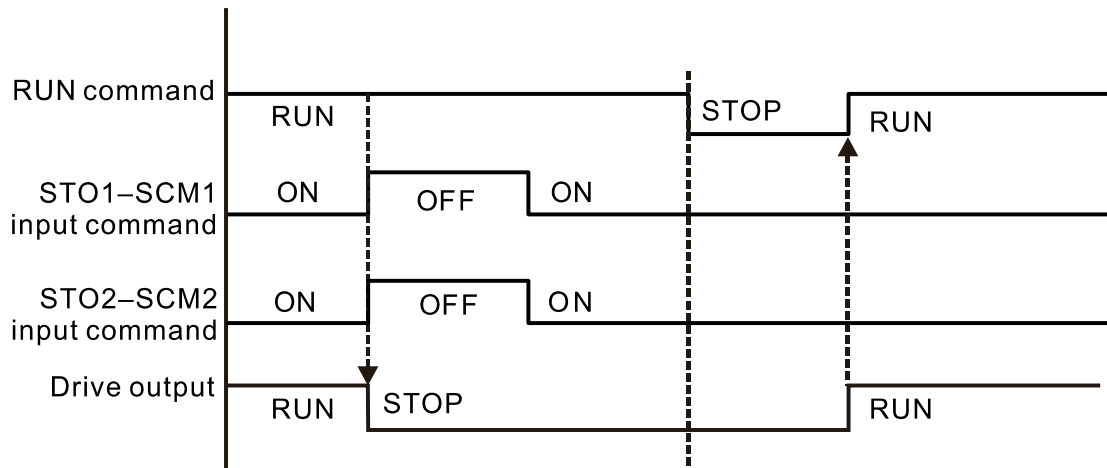 RUN command
RUN
STOP
RUN
STO1–SCM1
input command
ON
OFF
ON
STO2–SCM2
input command
ON
OFF
ON
Drive output
RUN
STOP
RUN